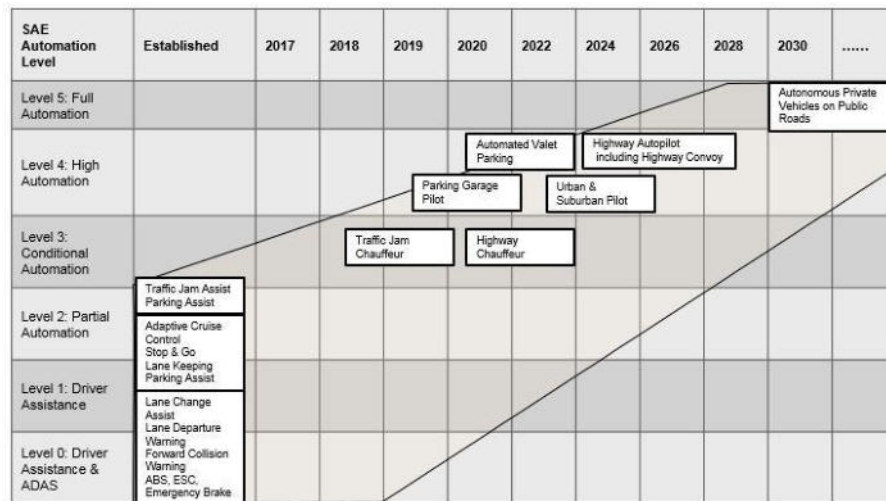 SAE
Automation
Level
Established
2017
2018
2019
2020
2022
2024
2026
2028
2030
......
Level 5: Full
Automation
Autonomous Private
Vehicles on Public
Roads
Level 4: High
Automation
Automated Valet
Parking
Highway Autopilot
including Highway Convoy
Parking Garage
Pilot
Urban &
Suburban Pilot
Level 3:
Conditional
Automation
Traffic Jam
Chauffeur
Highway
Chauffeur
Level 2: Partial
Automation
Traffic Jam Assist
Parking Assist
Adaptive Cruise
Control
Stop & Go
Lane Keeping
Parking Assist
Level 1: Driver
Assistance
Lane Change
Assist
Lane Departure
Warning
Forward Collision
Warning
ABS, ESC,
Emergency Brake
Level 0: Driver
Assistance &
ADAS